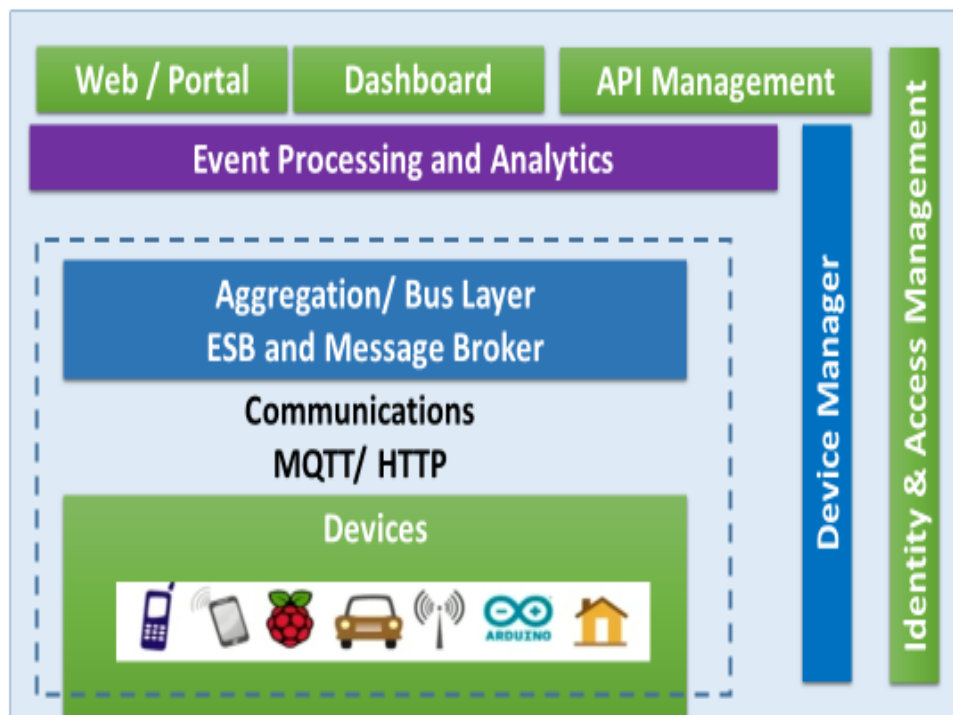 Web / Portal
Dashboard
API Management
Event Processing and Analytics
Aggregation/ Bus Layer
ESB and Message Broker
Communications
MQTT/ HTTP
Devices
ARDUINO
Device Manager
Identity & Access Management